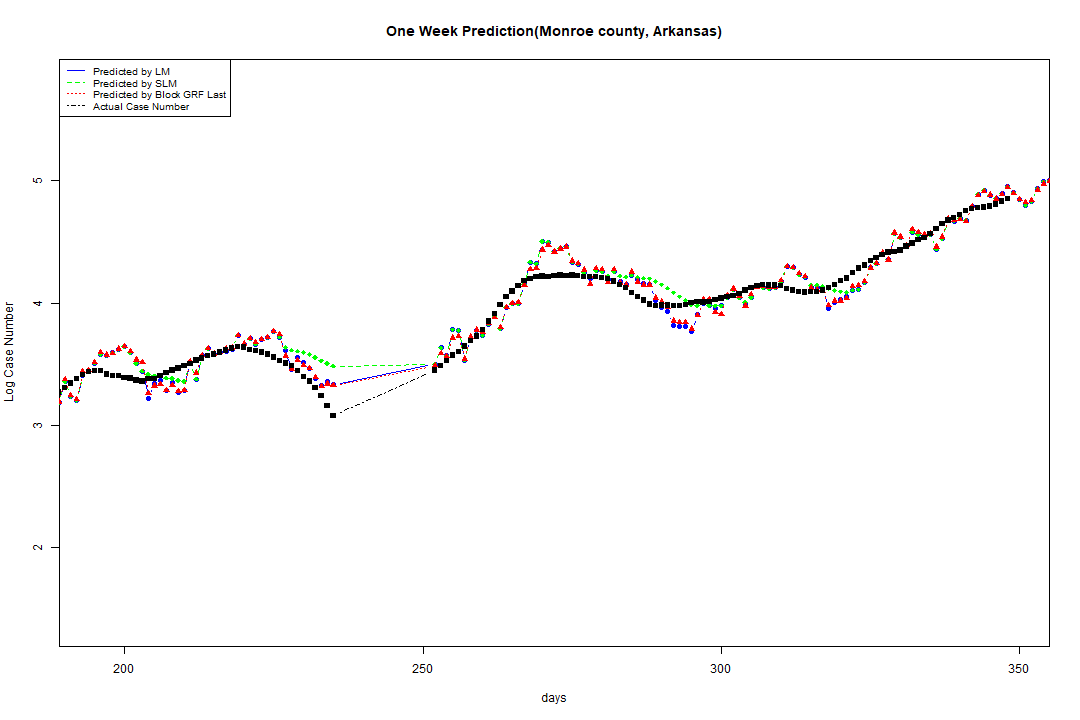 One Week Prediction(Monroe county, Arkansas)
Predicted by LM
Predicted by SLM
Predicted by Block GRF Last
Actual Case Number
5
4
3
2
Log Case Number
200
250
300
350
days